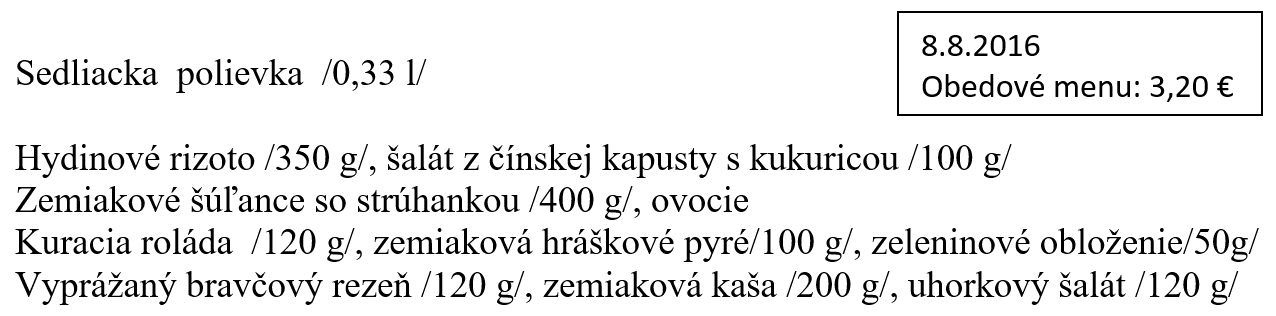 8.8.2016
Obedové menu: 3,20 €
Sedliacka polievka /0,33 l/
Hydinové rizoto /350 g/, šalát z čínskej kapusty s kukuricou /100 g/
Zemiakové šúľance so strúhankou /400 g/, ovocie
Kuracia roláda /120 g/, zemiaková hráškové pyré/100 g/, zeleninové obloženie/50g/
Vyprážaný bravčový rezeň /120 g/, zemiaková kaša /200 g/, uhorkový šalát /120 g/